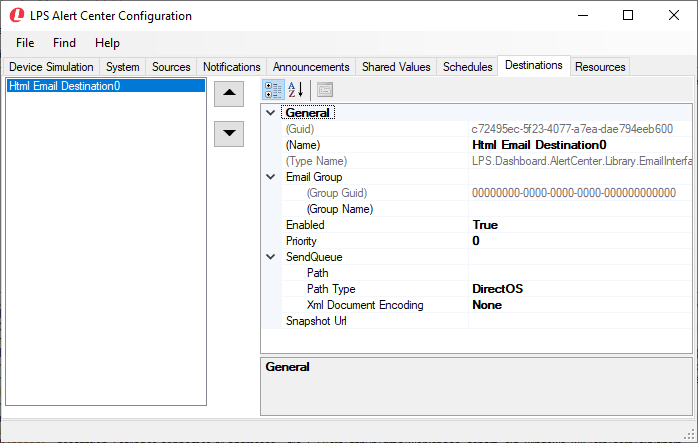 LPS Alert Center Configuration
File Find Help
Device Simulation System Sources Notifications Announcements Shared Values Schedules Destinations Resources
Html Email Destination0
General
(Guid) c72495ec-5f23-4077-a7ea-dae794eeb600
(Name) Html Email Destination0
(Type Name) LPS.Dashboard.AlertCenter.Library.EmailInterfa
Email Group
(Group Guid) 00000000-0000-0000-0000-000000000000
(Group Name)
Enabled True
Priority 0
SendQueue
Path
Path Type DirectOS
Xml Document Encoding None
Snapshot Url
General